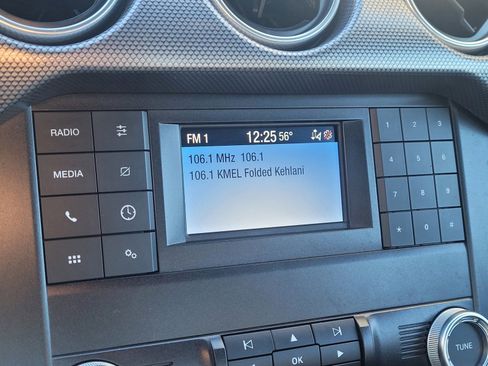 FM 1 12:25 56°
106.1 MHz 106.1
106.1 KMEL Folded Kehlani
RADIO
MEDIA
1 2 3
4 5 6
7 8 9
* 0 #
OK
TUNE